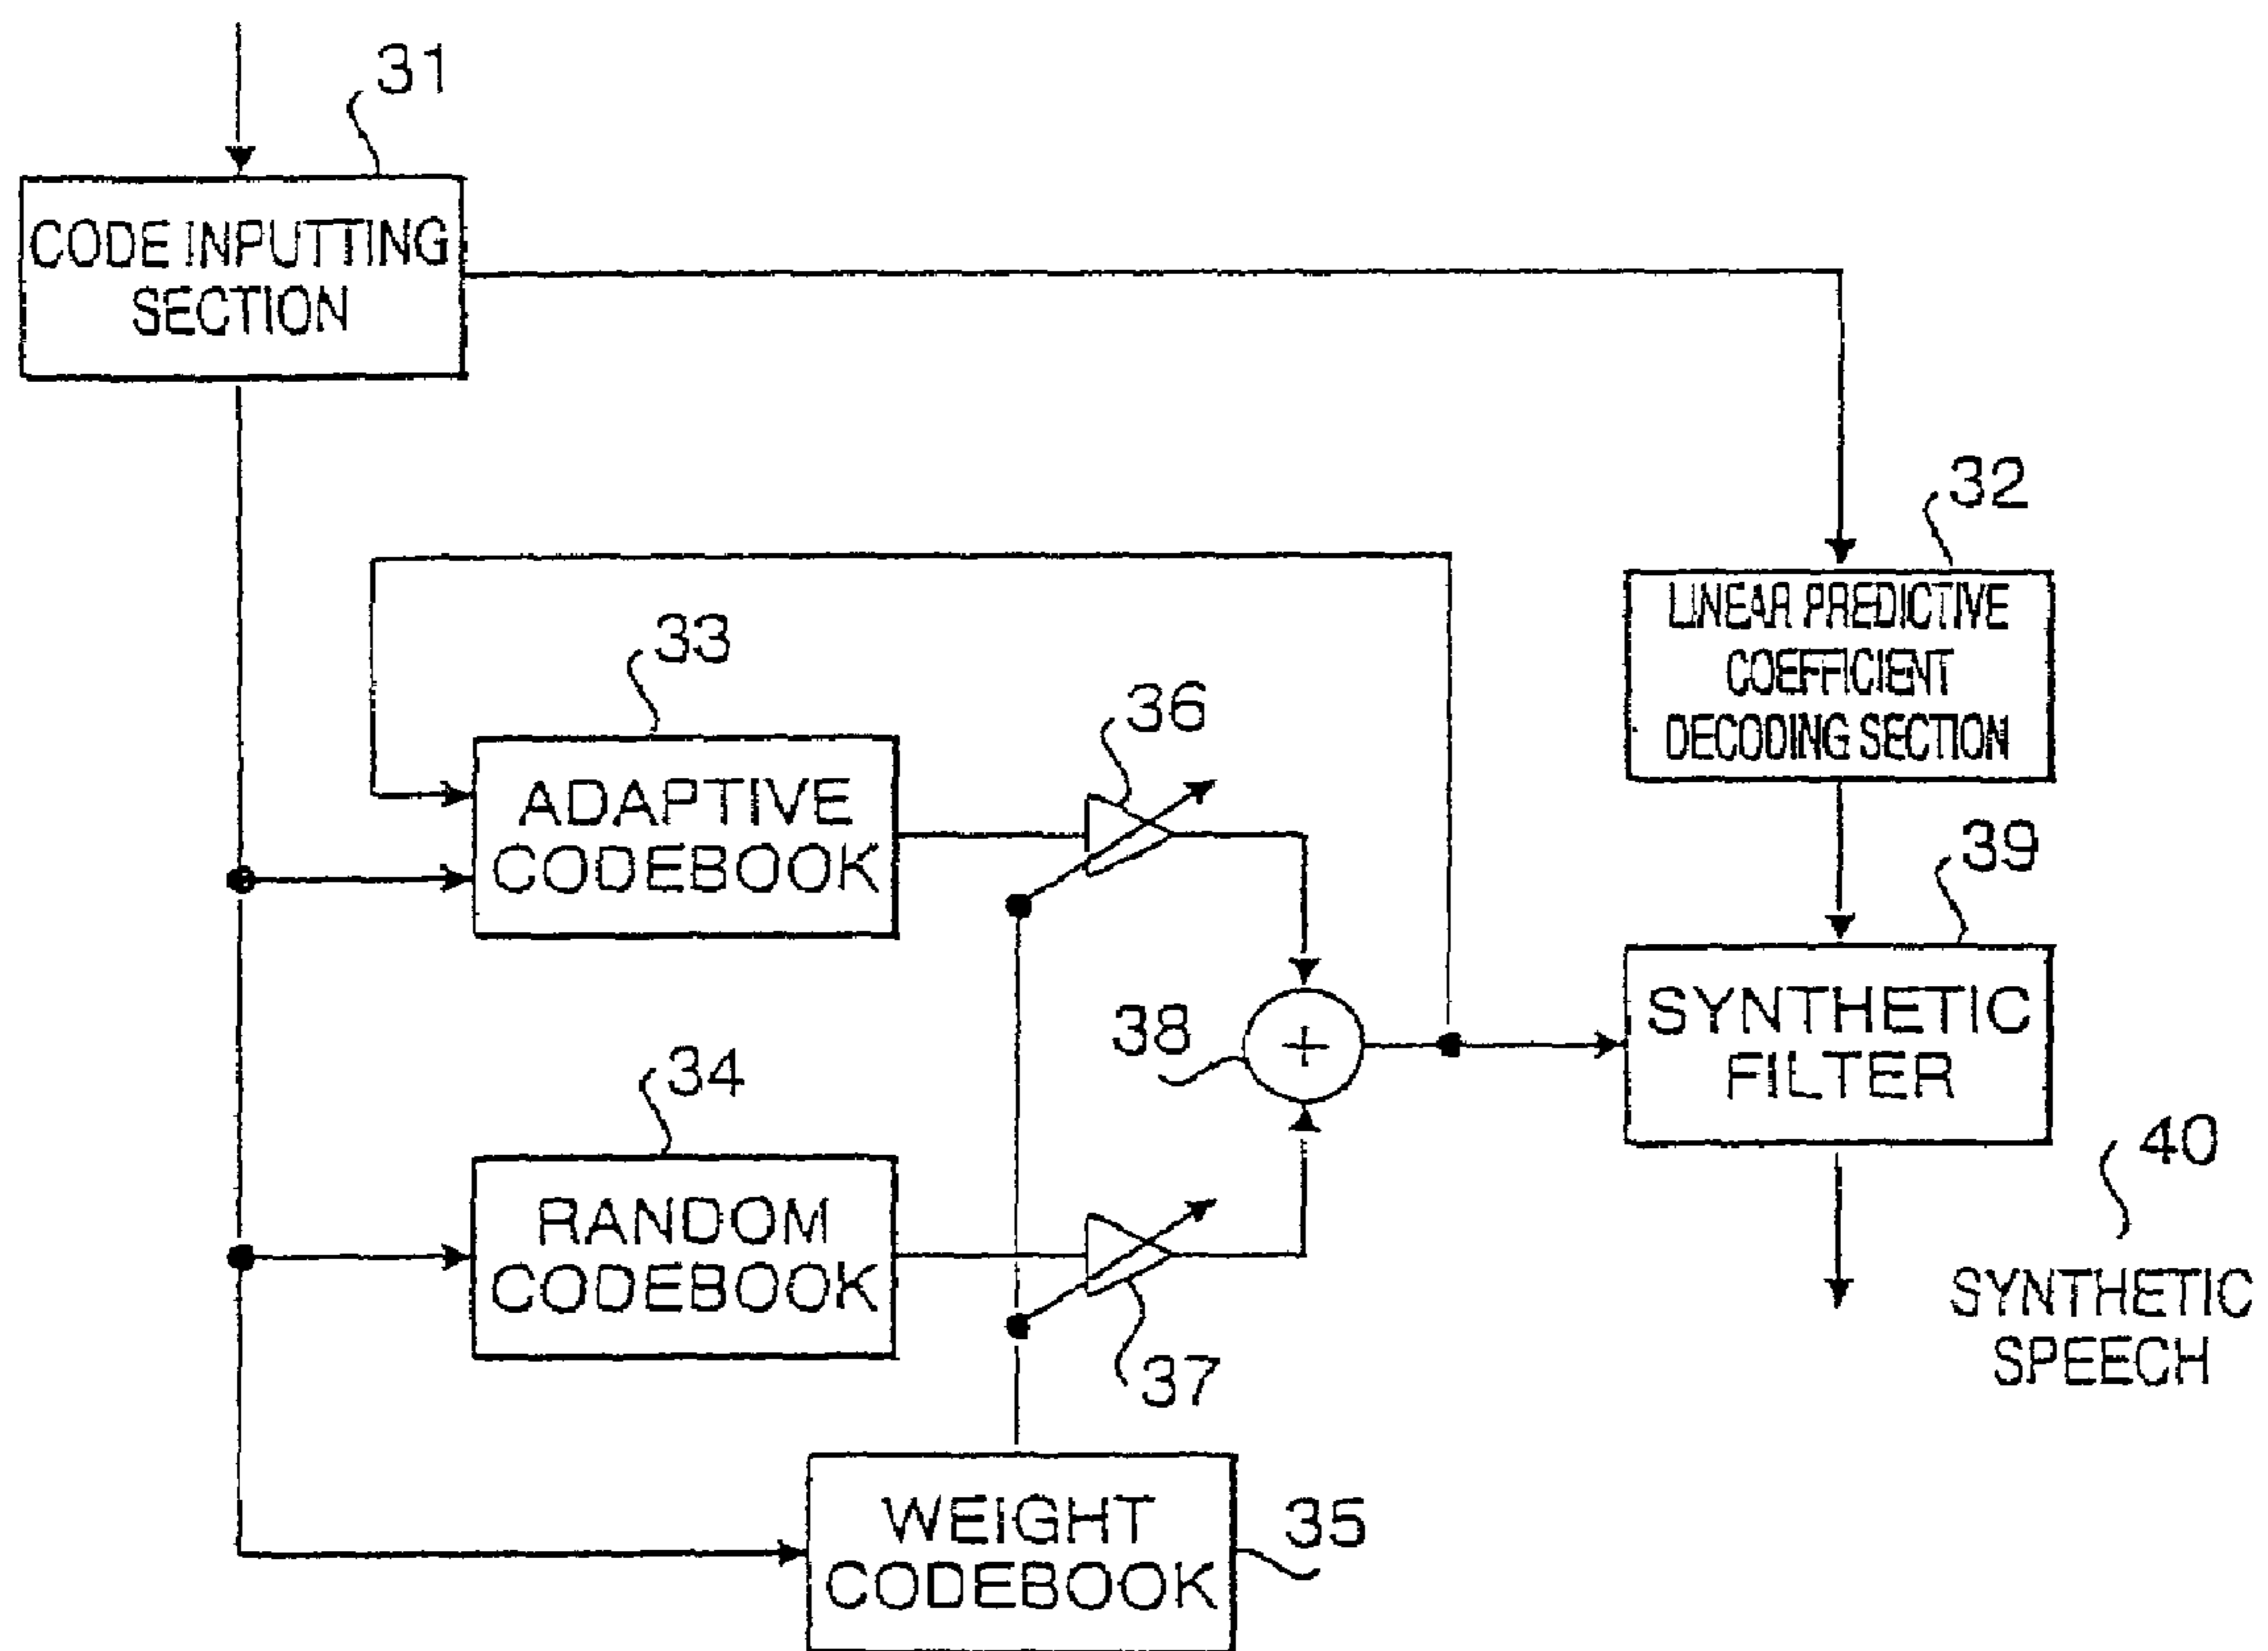 31
CODE INPUTTING
SECTION
32
LINEAR PREDICTIVE
COEFFICIENT
DECODING SECTION
33
ADAPTIVE
CODEBOOK
36
39
SYNTHETIC
FILTER
38
34
RANDOM
CODEBOOK
37
40
SYNTHETIC
SPEECH
WEIGHT
CODEBOOK
35
+